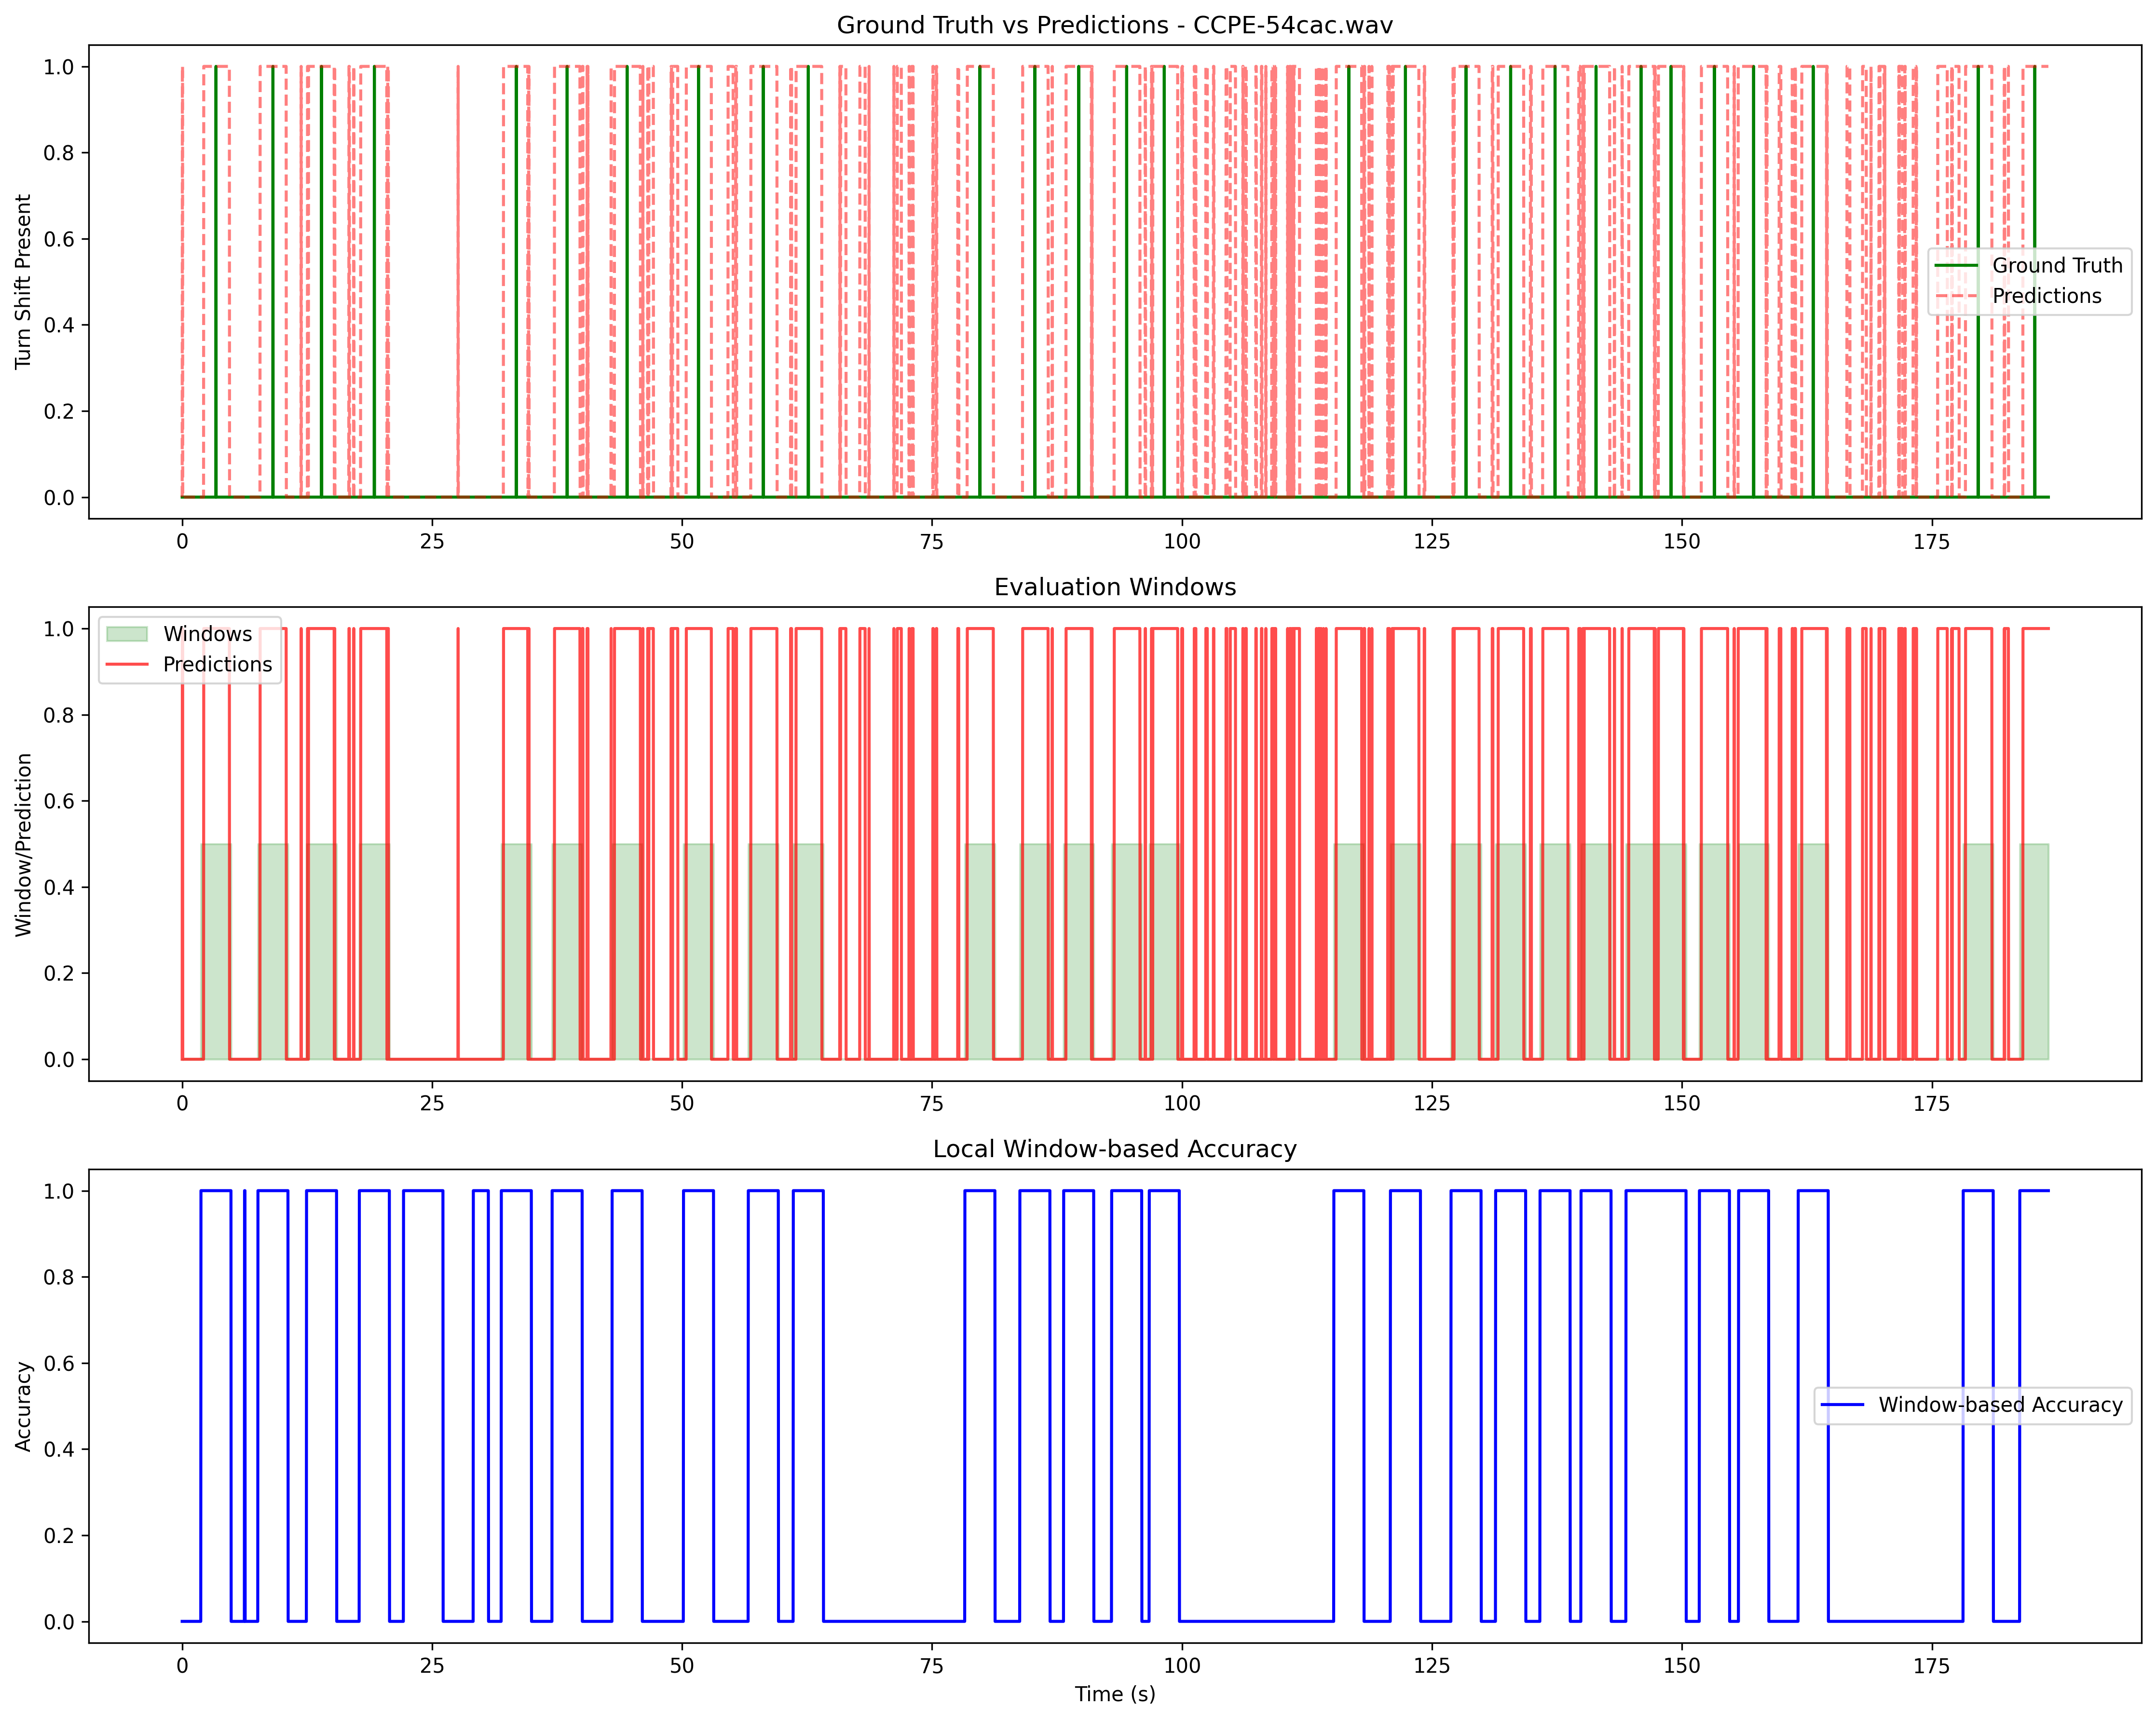 Ground Truth vs Predictions - CCPE-54cac.wav
Turn Shift Present
1.0
0.8
0.6
0.4
0.2
0.0
Ground Truth
Predictions
0 25 50 75 100 125 150 175
Evaluation Windows
Window/Prediction
1.0
0.8
0.6
0.4
0.2
0.0
Windows
Predictions
0 25 50 75 100 125 150 175
Local Window-based Accuracy
Accuracy
1.0
0.8
0.6
0.4
0.2
0.0
Window-based Accuracy
0 25 50 75 100 125 150 175
Time (s)